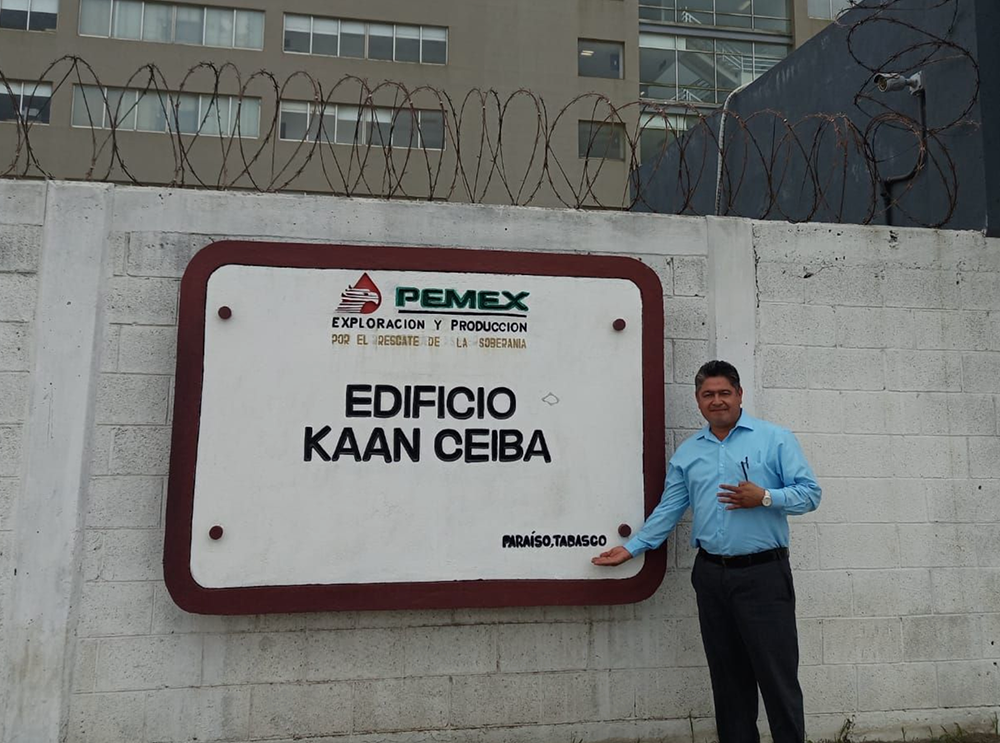 PEMEX
EXPLORACION Y PRODUCCION
POR EL RESCATE DE LA SOBERANIA
EDIFICIO
KAAN CEIBA
PARAÍSO, TABASCO